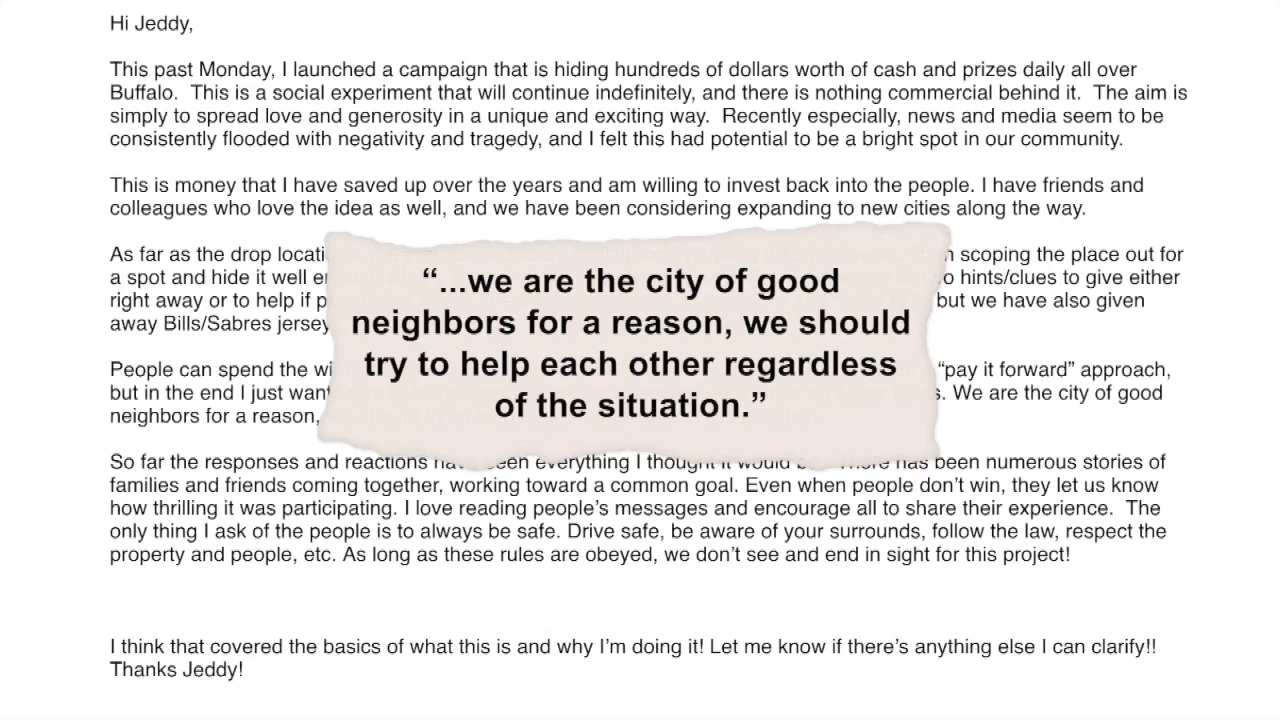 Hi Jeddy,
This past Monday, I launched a campaign that is hiding hundreds of dollars worth of cash and prizes daily all over
Buffalo.  This is a social experiment that will continue indefinitely, and there is nothing commercial behind it.  The aim is
simply to spread love and generosity in a unique and exciting way.  Recently especially, news and media seem to be
consistently flooded with negativity and tragedy, and I felt this had potential to be a bright spot in our community.
This is money that I have saved up over the years and am willing to invest back into the people. I have friends and
colleagues who love the idea as well, and we have been considering expanding to new cities along the way.
As far as the drop scoping the place out for
a spot and hide it well hints/clues to give either
right away or to help if but we have also given
away Bills/Sabres
“...we are the city of good
neighbors for a reason, we should
try to help each other regardless
of the situation.”
People can spend the “pay it forward” approach,
but in the end I just We are the city of good
neighbors for a reason,
So far the responses and reactions been everything I thought it would has been numerous stories of
families and friends coming together, working toward a common goal. Even when people don’t win, they let us know
how thrilling it was participating. I love reading people’s messages and encourage all to share their experience.  The
only thing I ask of the people is to always be safe. Drive safe, be aware of your surrounds, follow the law, respect the
property and people, etc. As long as these rules are obeyed, we don’t see and end in sight for this project!
I think that covered the basics of what this is and why I’m doing it! Let me know if there’s anything else I can clarify!!
Thanks Jeddy!